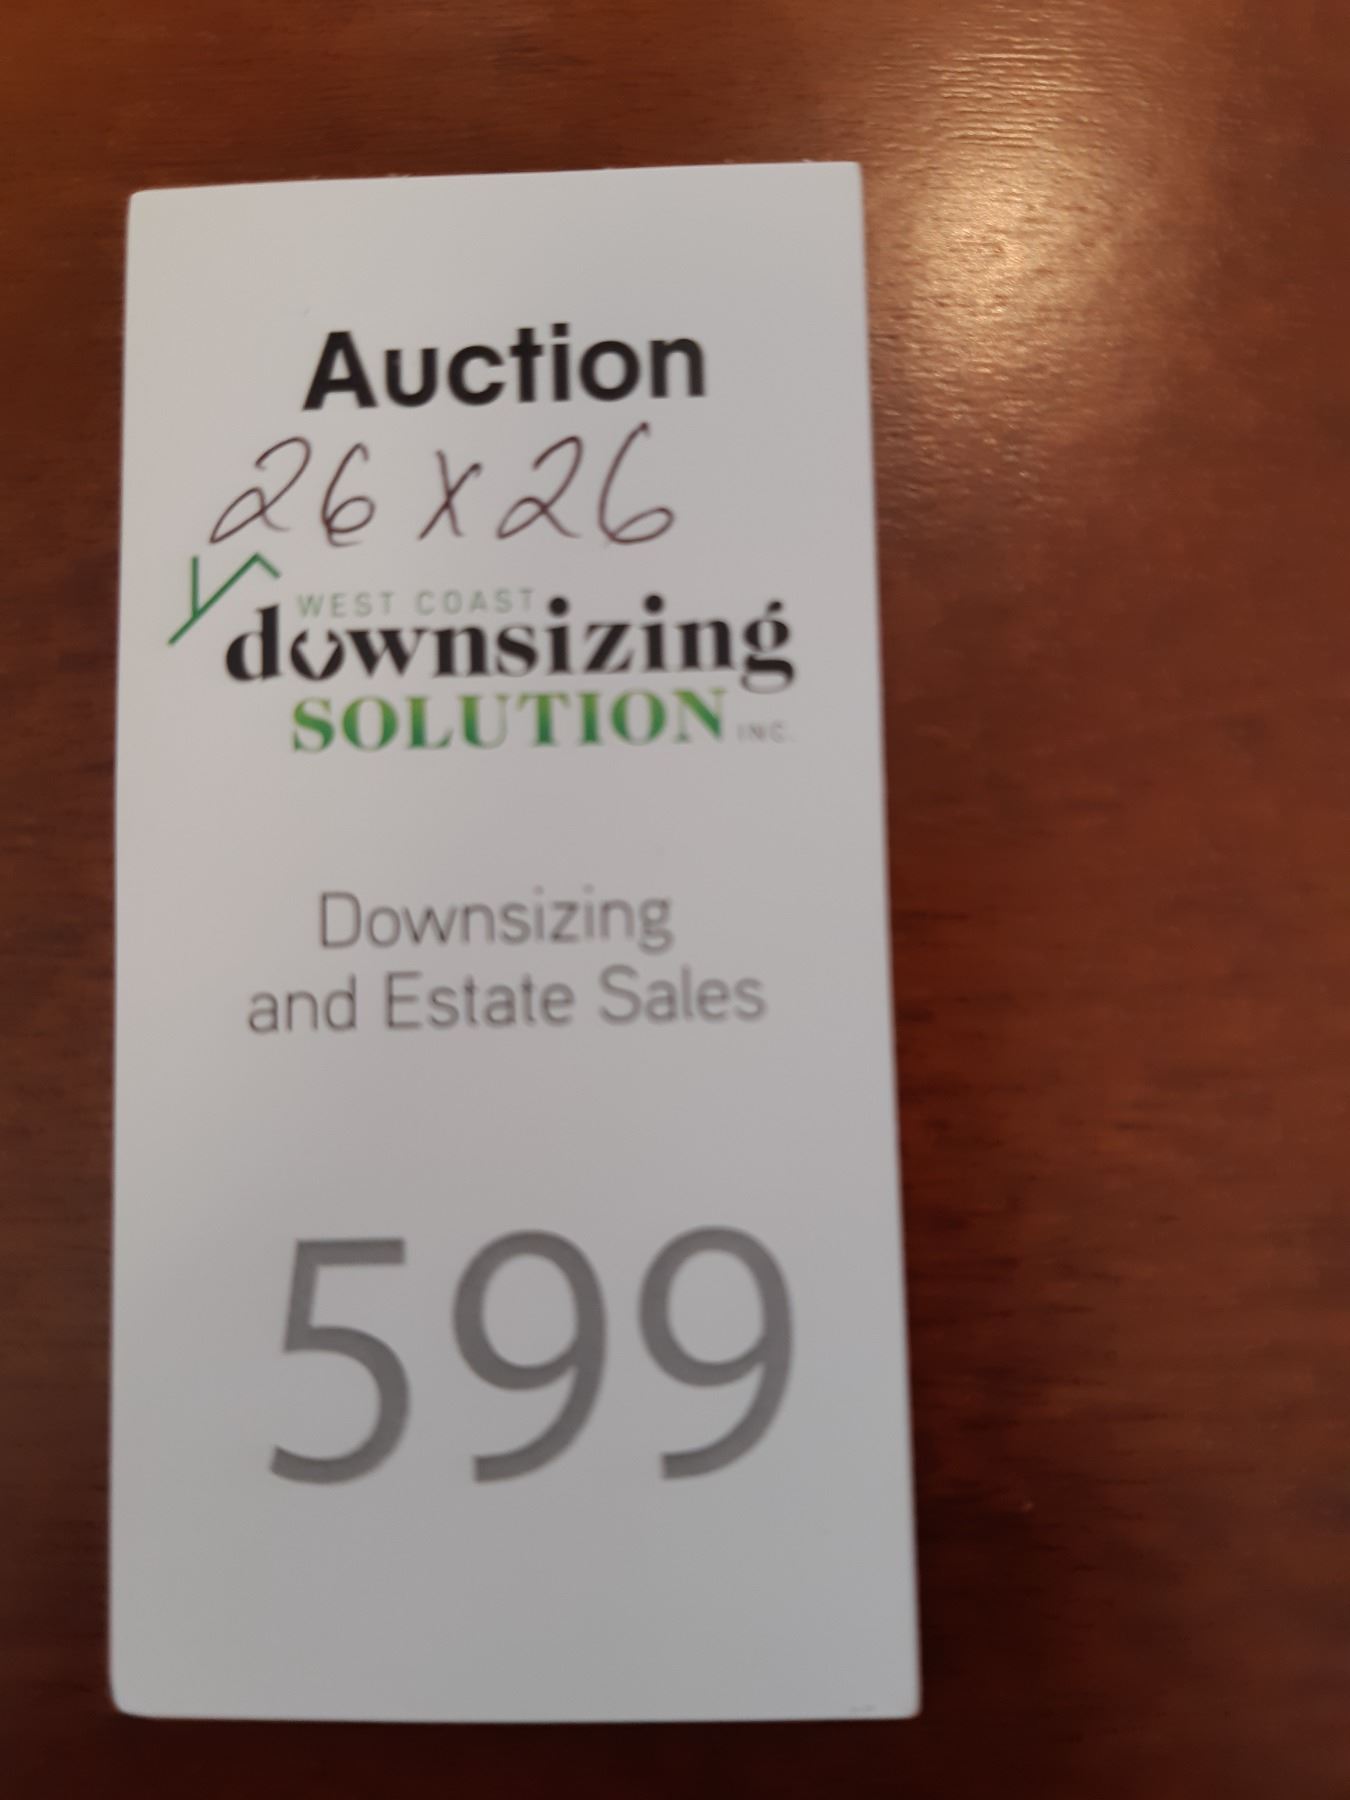 Auction
26 x 26
WEST COAST
downsizing
SOLUTION INC.
Downsizing
and Estate Sales
599